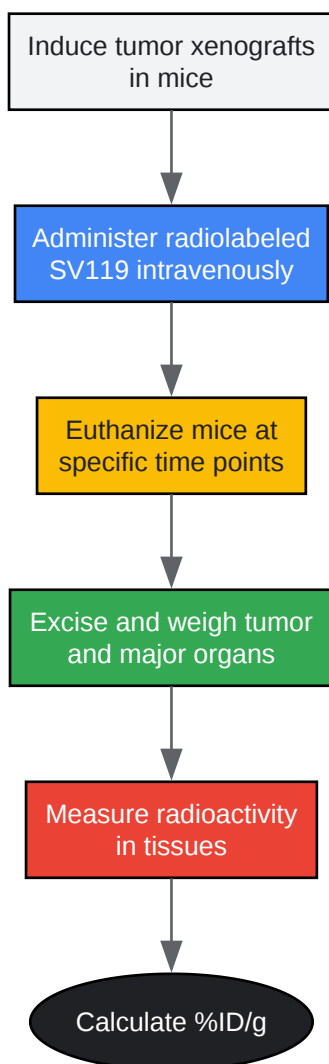 Induce tumor xenografts
in mice
Administer radiolabeled
SV119 intravenously
Euthanize mice at
specific time points
Excise and weigh tumor
and major organs
Measure radioactivity
in tissues
Calculate %ID/g